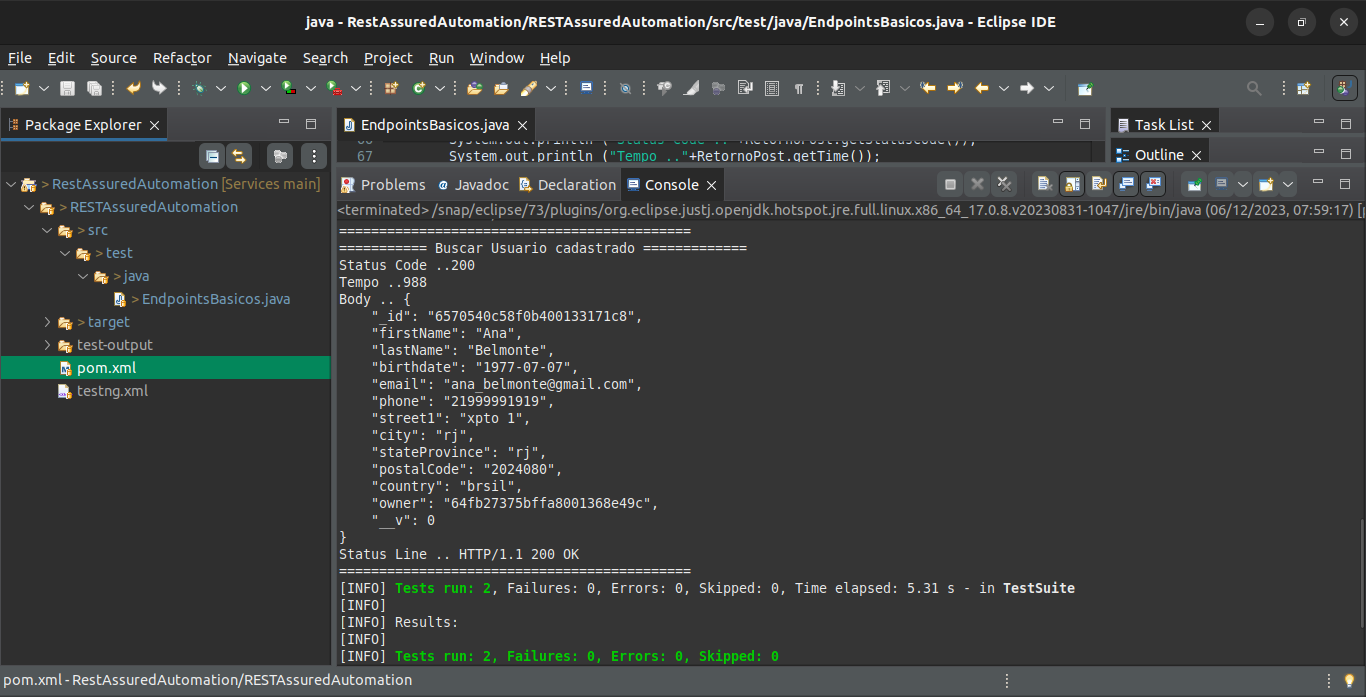 java - RestAssuredAutomation/RESTAssuredAutomation/src/test/java/EndpointsBasicos.java - Eclipse IDE
File Edit Source Refactor Navigate Search Project Run Window Help
Package Explorer
> RestAssuredAutomation [Services main]
> RESTAssuredAutomation
> src
> test
> java
> EndpointsBasicos.java
> target
test-output
pom.xml
testng.xml
EndpointsBasicos.java
67 System.out.println ("Tempo .."+RetornoPost.getTime());
Task List
Outline
Problems Javadoc Declaration Console
<terminated> /snap/eclipse/73/plugins/org.eclipse.justj.openjdk.hotspot.jre.full.linux.x86_64_17.0.8.v20230831-1047/jre/bin/java (06/12/2023, 07:59:17) [
============================================
=========== Buscar Usuario cadastrado =============
Status Code ..200
Tempo ..988
Body .. {
"_id": "6570540c58f0b400133171c8",
"firstName": "Ana",
"lastName": "Belmonte",
"birthdate": "1977-07-07",
"email": "ana_belmonte@gmail.com",
"phone": "21999991919",
"street1": "xpto 1",
"city": "rj",
"stateProvince": "rj",
"postalCode": "2024080",
"country": "brsil",
"owner": "64fb27375bffa8001368e49c",
"__v": 0
}
Status Line .. HTTP/1.1 200 OK
============================================
[INFO] Tests run: 2, Failures: 0, Errors: 0, Skipped: 0, Time elapsed: 5.31 s - in TestSuite
[INFO]
[INFO] Results:
[INFO]
[INFO] Tests run: 2, Failures: 0, Errors: 0, Skipped: 0
pom.xml - RestAssuredAutomation/RESTAssuredAutomation